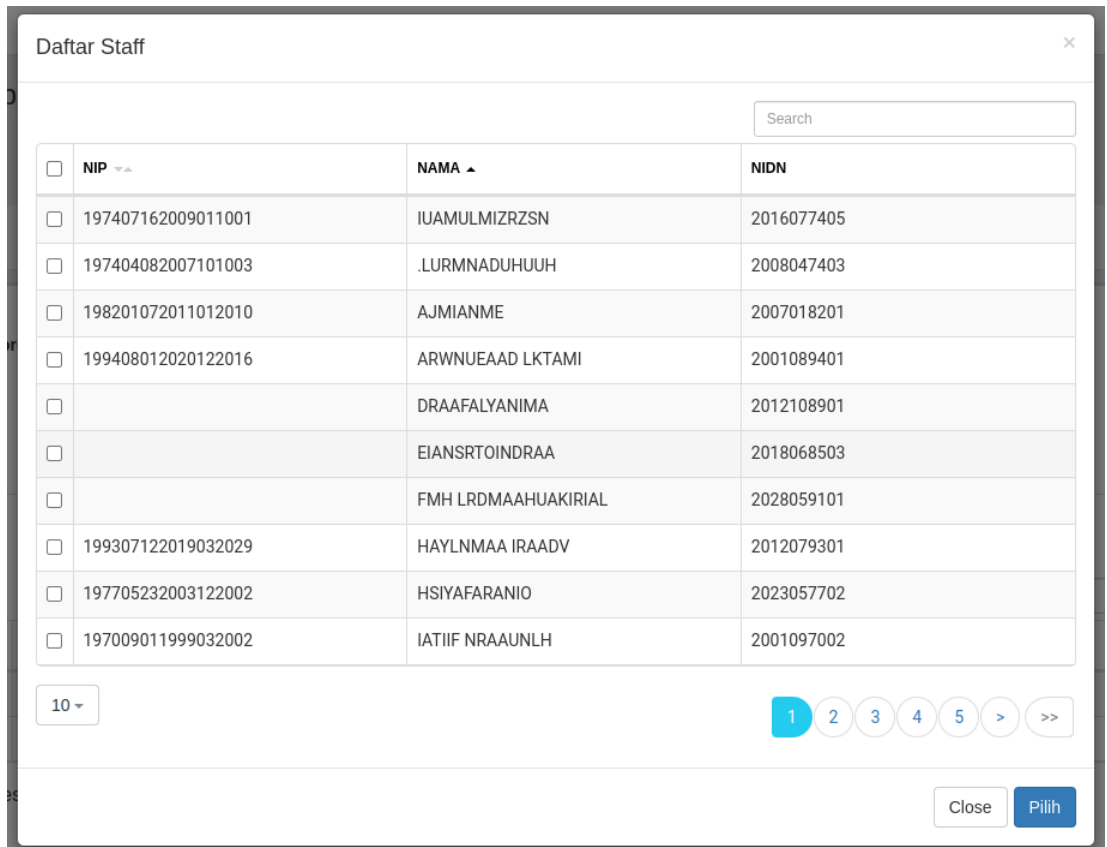 Daftar Staff ×
Search
NIP NAMA NIDN
197407162009011001 IUAMULMIZRZSN 2016077405
197404082007101003 .LURMNADUHUUH 2008047403
198201072011012010 AJMIANME 2007018201
199408012020122016 ARWNUEAAD LKTAMI 2001089401
DRAAFALYANIMA 2012108901
EIANSRTOINDRAA 2018068503
FMH LRDMAAHUAKIRIAL 2028059101
199307122019032029 HAYLNMAA IRAADV 2012079301
197705232003122002 HSIYAFARANIO 2023057702
197009011999032002 IATIIF NRAAUNLH 2001097002
10 1 2 3 4 5 > >>
Close Pilih